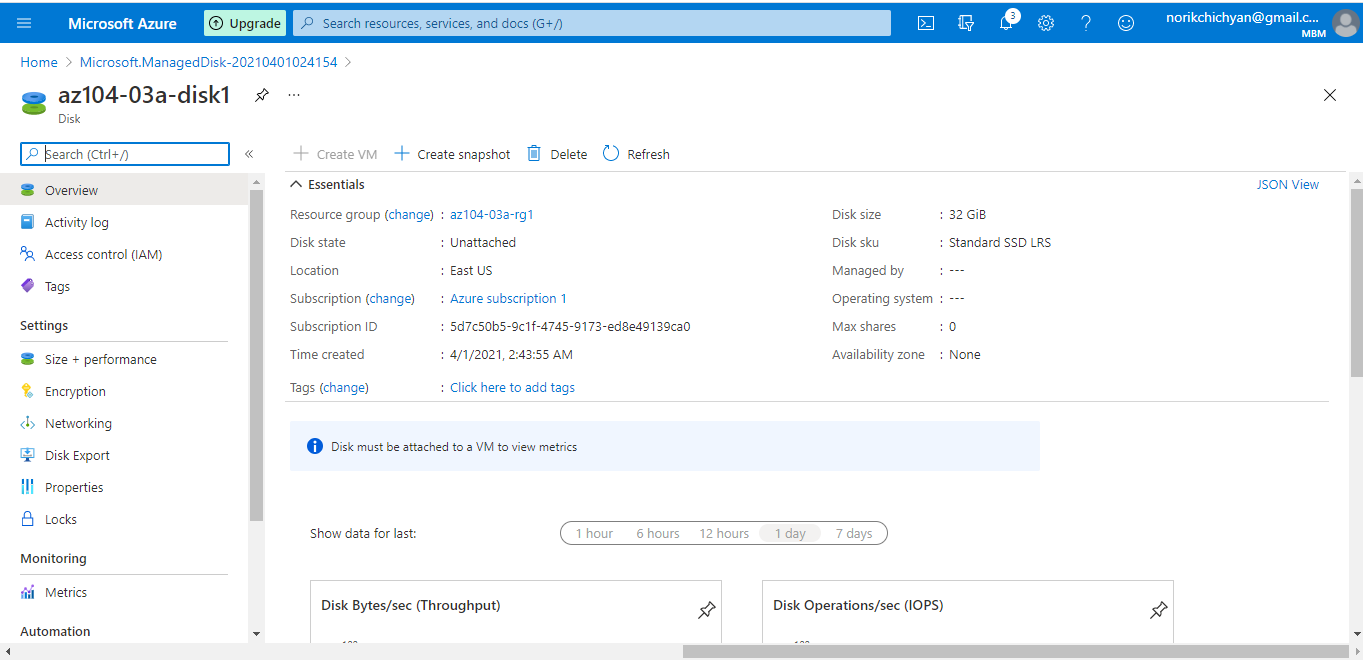 Microsoft Azure
Upgrade
Search resources, services, and docs (G+/)
3
norikchichyan@gmail.c...
MBM
Home > Microsoft.ManagedDisk-20210401024154 >
az104-03a-disk1 ...
Disk
Search (Ctrl+/) «
Overview
Activity log
Access control (IAM)
Tags
Settings
Size + performance
Encryption
Networking
Disk Export
Properties
Locks
Monitoring
Metrics
Automation
Create VM
Create snapshot
Delete
Refresh
Essentials
JSON View
Resource group (change) : az104-03a-rg1
Disk state : Unattached
Location : East US
Subscription (change) : Azure subscription 1
Subscription ID : 5d7c50b5-9c1f-4745-9173-ed8e49139ca0
Time created : 4/1/2021, 2:43:55 AM
Tags (change) : Click here to add tags
Disk size : 32 GiB
Disk sku : Standard SSD LRS
Managed by : ---
Operating system : ---
Max shares : 0
Availability zone : None
Disk must be attached to a VM to view metrics
Show data for last:
1 hour 6 hours 12 hours 1 day 7 days
Disk Bytes/sec (Throughput)
Disk Operations/sec (IOPS)